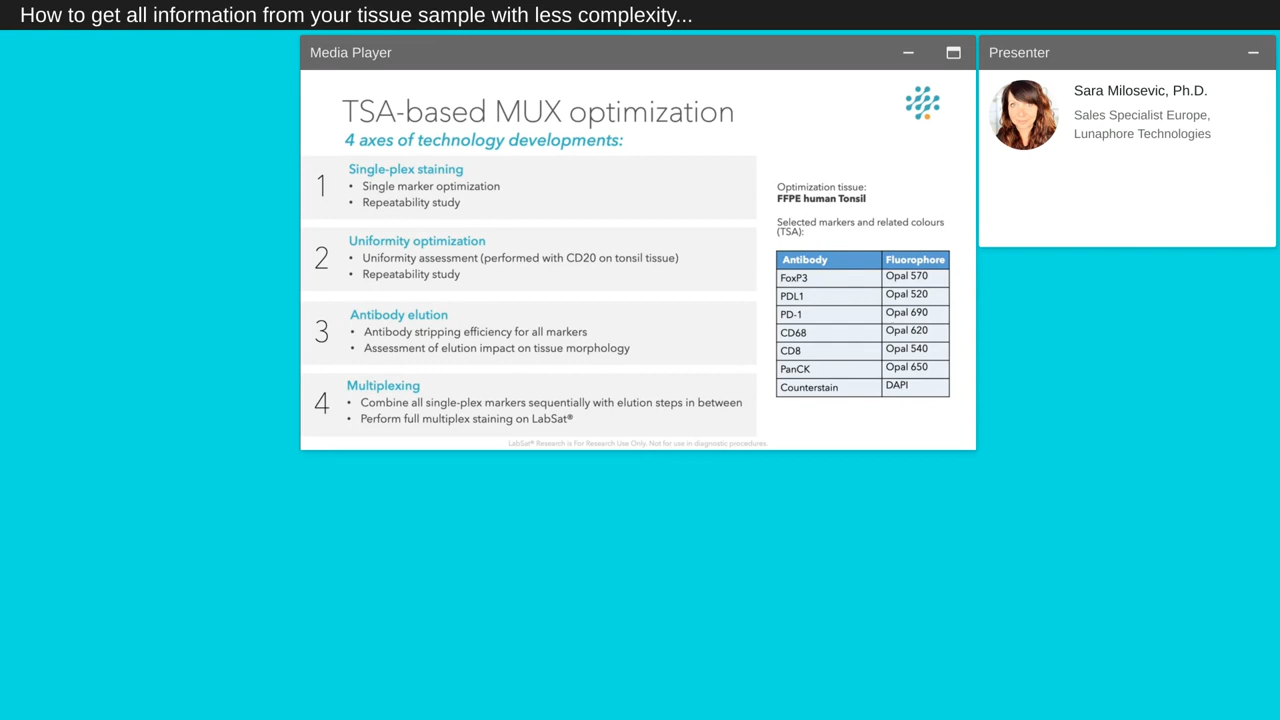 How to get all information from your tissue sample with less complexity...
Media Player
TSA-based MUX optimization
4 axes of technology developments:
1
Single-plex staining
• Single marker optimization
• Repeatability study
2
Uniformity optimization
• Uniformity assessment (performed with CD20 on tonsil tissue)
• Repeatability study
3
Antibody elution
• Antibody stripping efficiency for all markers
• Assessment of elution impact on tissue morphology
4
Multiplexing
• Combine all single-plex markers sequentially with elution steps in between
• Perform full multiplex staining on LabSat®
Optimization tissue:
FFPE human Tonsil
Selected markers and related colours
(TSA):
Antibody Fluorophore
FoxP3 Opal 570
PDL1 Opal 520
PD-1 Opal 690
CD68 Opal 620
CD8 Opal 540
PanCK Opal 650
Counterstain DAPI
LabSat® Research is For Research Use Only. Not for use in diagnostic procedures.
Presenter
Sara Milosevic, Ph.D.
Sales Specialist Europe,
Lunaphore Technologies